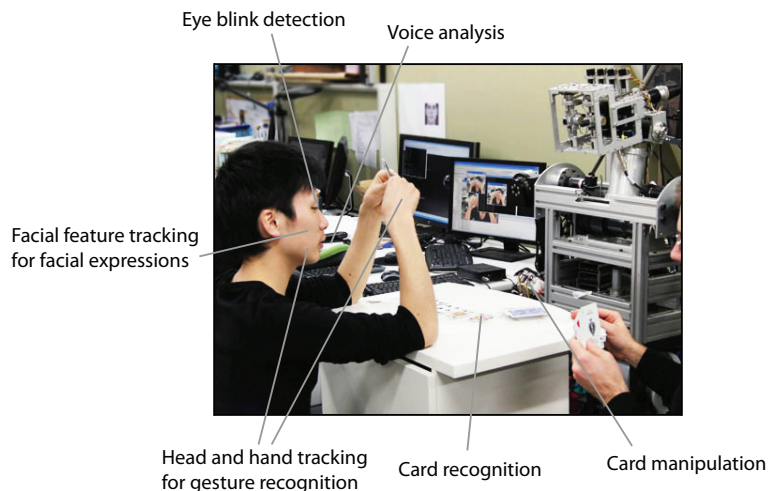 Eye blink detection
Voice analysis
Facial feature tracking
for facial expressions
Head and hand tracking
for gesture recognition
Card recognition
Card manipulation